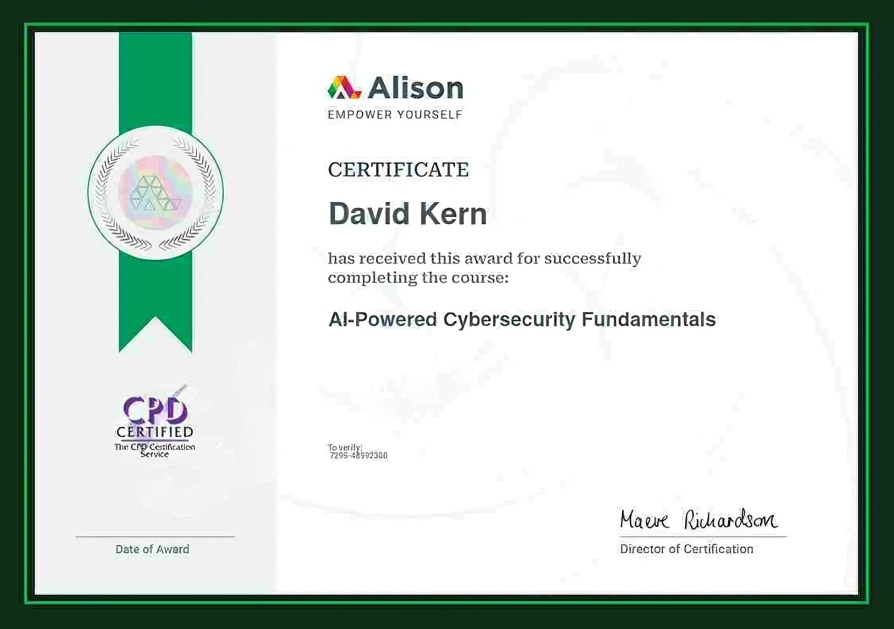 Alison
EMPOWER YOURSELF
CERTIFICATE
David Kern
has received this award for successfully
completing the course:
AI-Powered Cybersecurity Fundamentals
CPD
CERTIFIED
The CPD Certification
Service
To verify:
7295-48992300
Maeve Richardson
Date of Award
Director of Certification